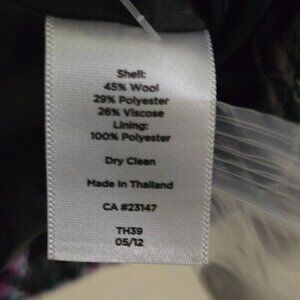 Shell:
45% Wool
29% Polyester
26% Viscose
Lining:
100% Polyester
Dry Clean
Made in Thailand
CA #23147
TH39
05/12